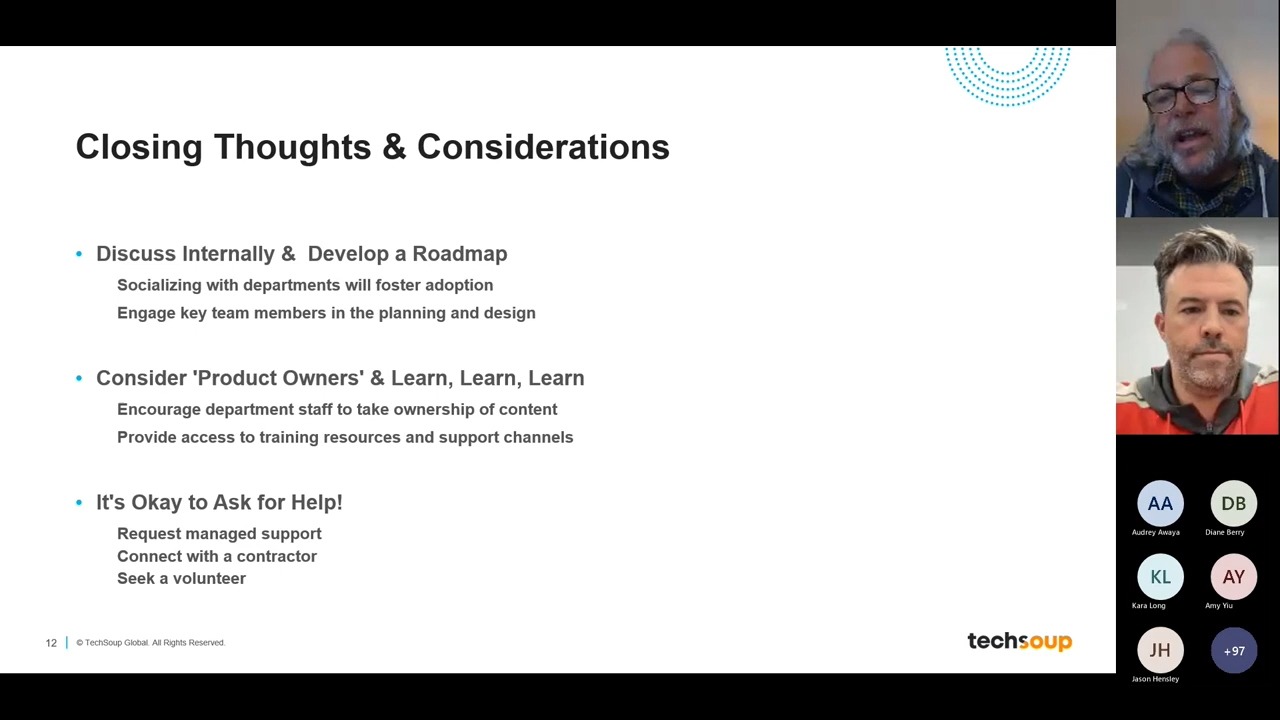 Closing Thoughts & Considerations
• Discuss Internally &  Develop a Roadmap
Socializing with departments will foster adoption
Engage key team members in the planning and design
• Consider 'Product Owners' & Learn, Learn, Learn
Encourage department staff to take ownership of content
Provide access to training resources and support channels
• It's Okay to Ask for Help!
Request managed support
Connect with a contractor
Seek a volunteer
12 | © TechSoup Global. All Rights Reserved.
techsoup
AA DB
Audrey Awaya Diane Berry
KL AY
Kara Long Amy Yiu
JH +97
Jason Hensley